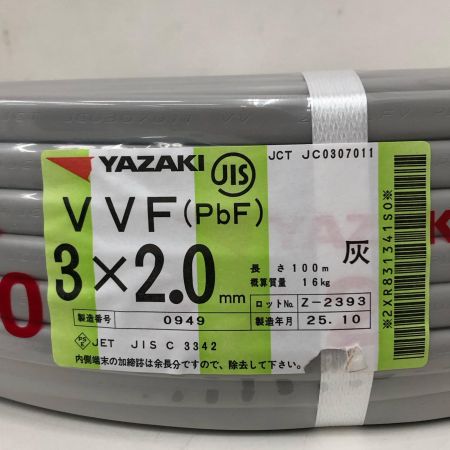 JCT JC0307011
YAZAKI JIS
VVF(PbF)
3×2.0mm
灰
長さ100m
概算質量 16kg
ロットNo. Z-2393
製造番号 0949
製造年月 25.10
PSE JET JIS C 3342
内側端末の加締跡は余長分ですので、除去して下さい。
※2XR831341S0※